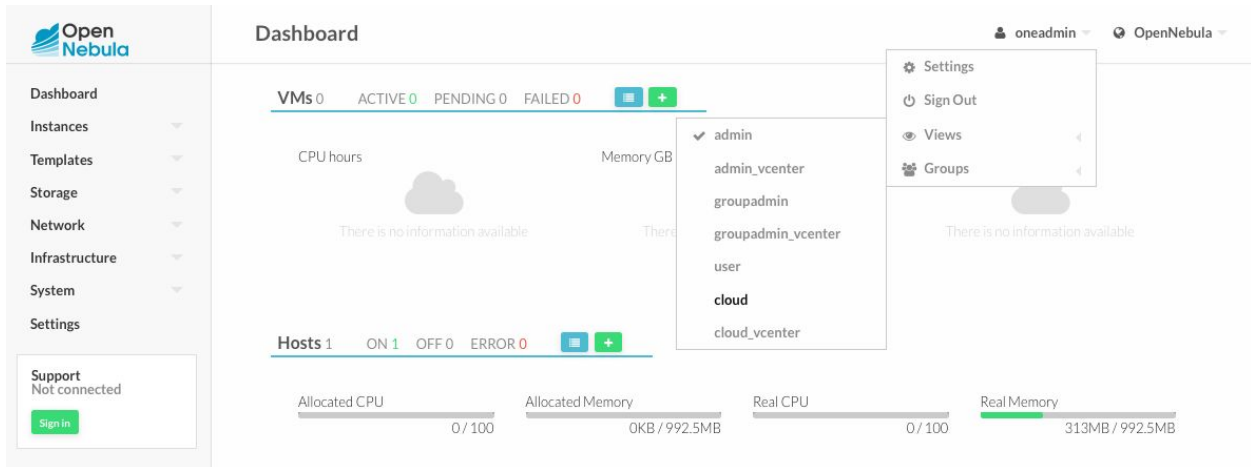 Open
Nebula
Dashboard
oneadmin
OpenNebula
Dashboard
Instances
Templates
Storage
Network
Infrastructure
System
Settings
Support
Not connected
Sign in
VMs 0 ACTIVE 0 PENDING 0 FAILED 0
CPU hours
There is no information available
Memory GB
There
There is no information available
Settings
Sign Out
Views
Groups
admin
admin_vcenter
groupadmin
groupadmin_vcenter
user
cloud
cloud_vcenter
Hosts 1 ON 1 OFF 0 ERROR 0
Allocated CPU
0 / 100
Allocated Memory
0KB / 992.5MB
Real CPU
0 / 100
Real Memory
313MB / 992.5MB